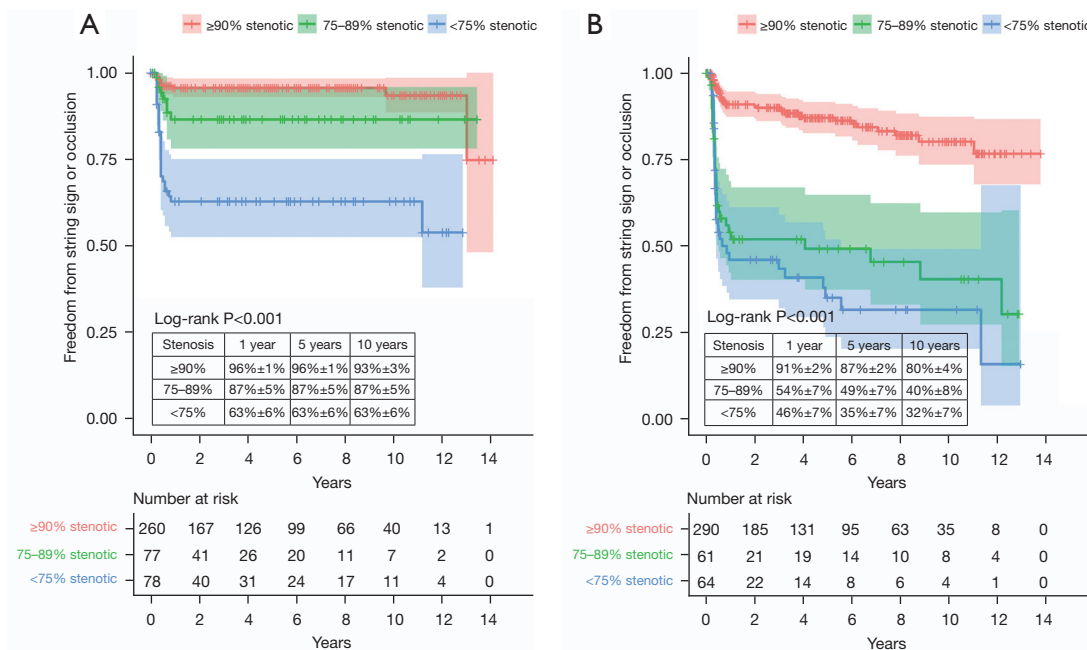 A
≥90% stenotic 75–89% stenotic <75% stenotic
Freedom from string sign or occlusion
1.00
0.75
0.50
0.25
0.00
Log-rank P<0.001
Stenosis 1 year 5 years 10 years
≥90% 96%±1% 96%±1% 93%±3%
75–89% 87%±5% 87%±5% 87%±5%
<75% 63%±6% 63%±6% 63%±6%
0 2 4 6 8 10 12 14
Years
Number at risk
≥90% stenotic 260 167 126 99 66 40 13 1
75–89% stenotic 77 41 26 20 11 7 2 0
<75% stenotic 78 40 31 24 17 11 4 0
0 2 4 6 8 10 12 14
Years
B
≥90% stenotic 75–89% stenotic <75% stenotic
Freedom from string sign or occlusion
1.00
0.75
0.50
0.25
0.00
Log-rank P<0.001
Stenosis 1 year 5 years 10 years
≥90% 91%±2% 87%±2% 80%±4%
75–89% 54%±7% 49%±7% 40%±8%
<75% 46%±7% 35%±7% 32%±7%
0 2 4 6 8 10 12 14
Years
Number at risk
≥90% stenotic 290 185 131 95 63 35 8 0
75–89% stenotic 61 21 19 14 10 8 4 0
<75% stenotic 64 22 14 8 6 4 1 0
0 2 4 6 8 10 12 14
Years